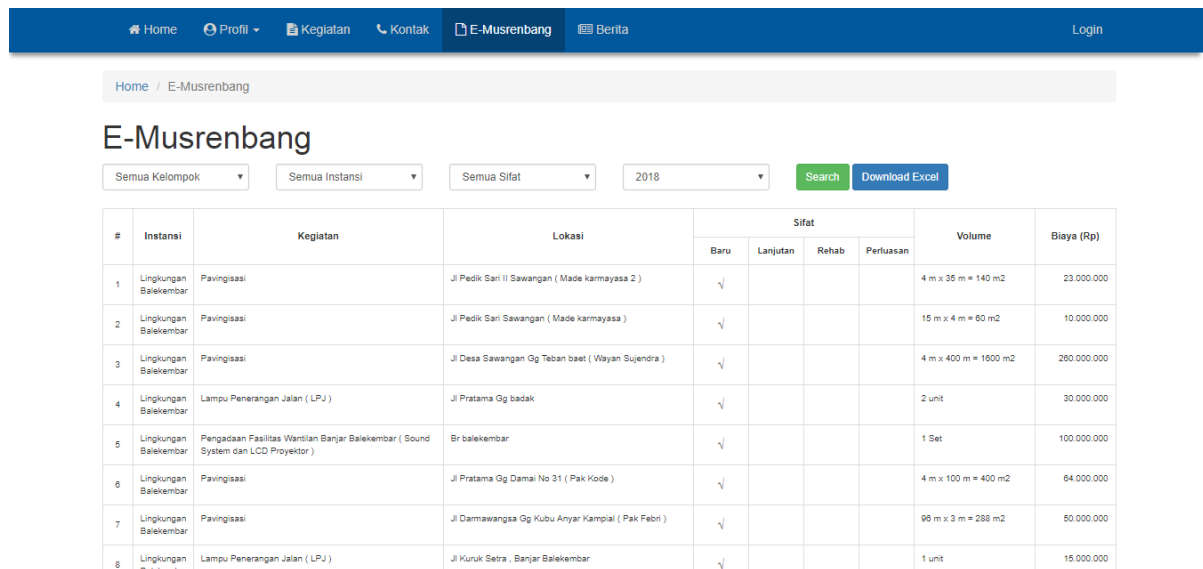 Home Profil Kegiatan Kontak E-Musrenbang Berita Login
Home / E-Musrenbang
E-Musrenbang
Semua Kelompok Semua Instansi Semua Sifat 2018 Search Download Excel
# Instansi Kegiatan Lokasi Sifat Volume Biaya (Rp)
Baru Lanjutan Rehab Perluasan
1 Lingkungan Balekembar Pavingisasi Jl Pedik Sari II Sawangan ( Made karmayasa 2 ) √ 4 m x 35 m = 140 m2 23.000.000
2 Lingkungan Balekembar Pavingisasi Jl Pedik Sari Sawangan ( Made karmayasa ) √ 15 m x 4 m = 60 m2 10.000.000
3 Lingkungan Balekembar Pavingisasi Jl Desa Sawangan Gg Teban baet ( Wayan Sujendra ) √ 4 m x 400 m = 1600 m2 260.000.000
4 Lingkungan Balekembar Lampu Penerangan Jalan ( LPJ ) Jl Pratama Gg badak √ 2 unit 30.000.000
5 Lingkungan Balekembar Pengadaan Fasilitas Wantilan Banjar Balekembar ( Sound System dan LCD Proyektor ) Br balekembar √ 1 Set 100.000.000
6 Lingkungan Balekembar Pavingisasi Jl Pratama Gg Damai No 31 ( Pak Kode ) √ 4 m x 100 m = 400 m2 64.000.000
7 Lingkungan Balekembar Pavingisasi Jl Darmawangsa Gg Kubu Anyar Kampial ( Pak Febri ) √ 96 m x 3 m = 288 m2 50.000.000
8 Lingkungan Lampu Penerangan Jalan ( LPJ ) Jl Kuruk Setra , Banjar Balekembar √ 1 unit 15.000.000